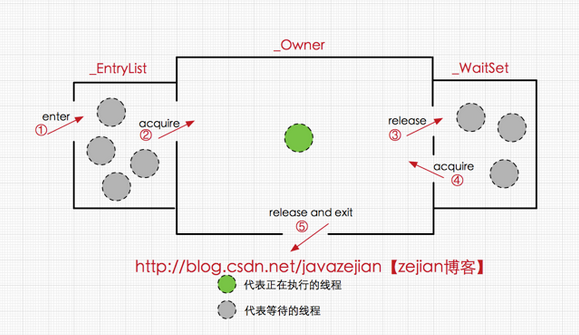 _Owner
_EntryList
_WaitSet
enter
①
acquire
②
release
③
acquire
④
release and exit
⑤
http://blog.csdn.net/javazejian【zejian博客】
代表正在执行的线程
代表等待的线程